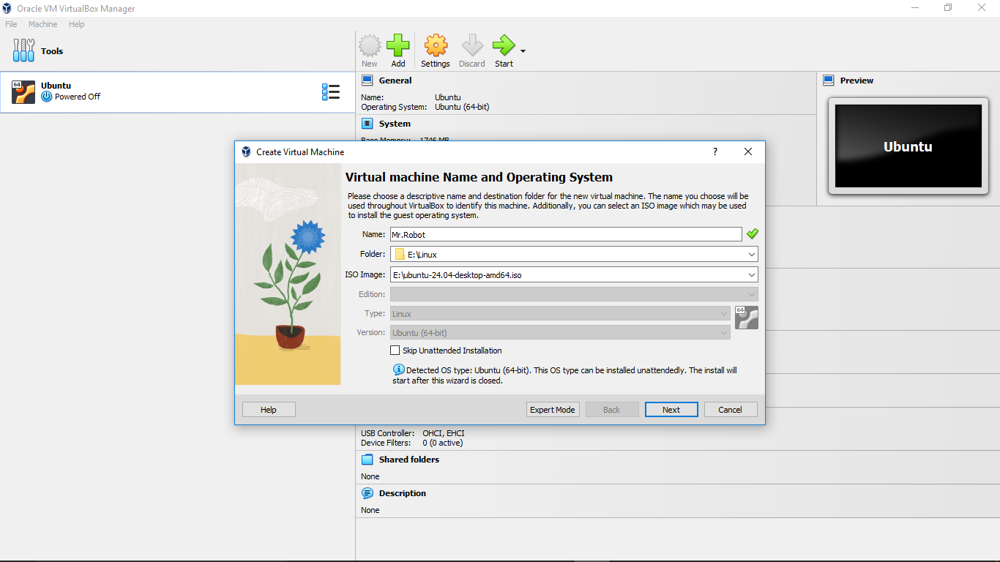 Oracle VM VirtualBox Manager
File Machine Help
Tools
New Add Settings Discard Start
64
Ubuntu
Powered Off
General
Name: Ubuntu
Operating System: Ubuntu (64-bit)
System
Base Memory: 1746 MB
Preview
Ubuntu
Create Virtual Machine
?
Virtual machine Name and Operating System
Please choose a descriptive name and destination folder for the new virtual machine. The name you choose will be
used throughout VirtualBox to identify this machine. Additionally, you can select an ISO image which may be used
to install the guest operating system.
Name: Mr.Robot
Folder: E:\Linux
ISO Image: E:\ubuntu-24.04-desktop-amd64.iso
Edition:
Type: Linux
64
Version: Ubuntu (64-bit)
Skip Unattended Installation
Detected OS type: Ubuntu (64-bit). This OS type can be installed unattendedly. The install will
start after this wizard is closed.
Help Expert Mode Back Next Cancel
USB Controller: OHCI, EHCI
Device Filters: 0 (0 active)
Shared folders
None
Description
None